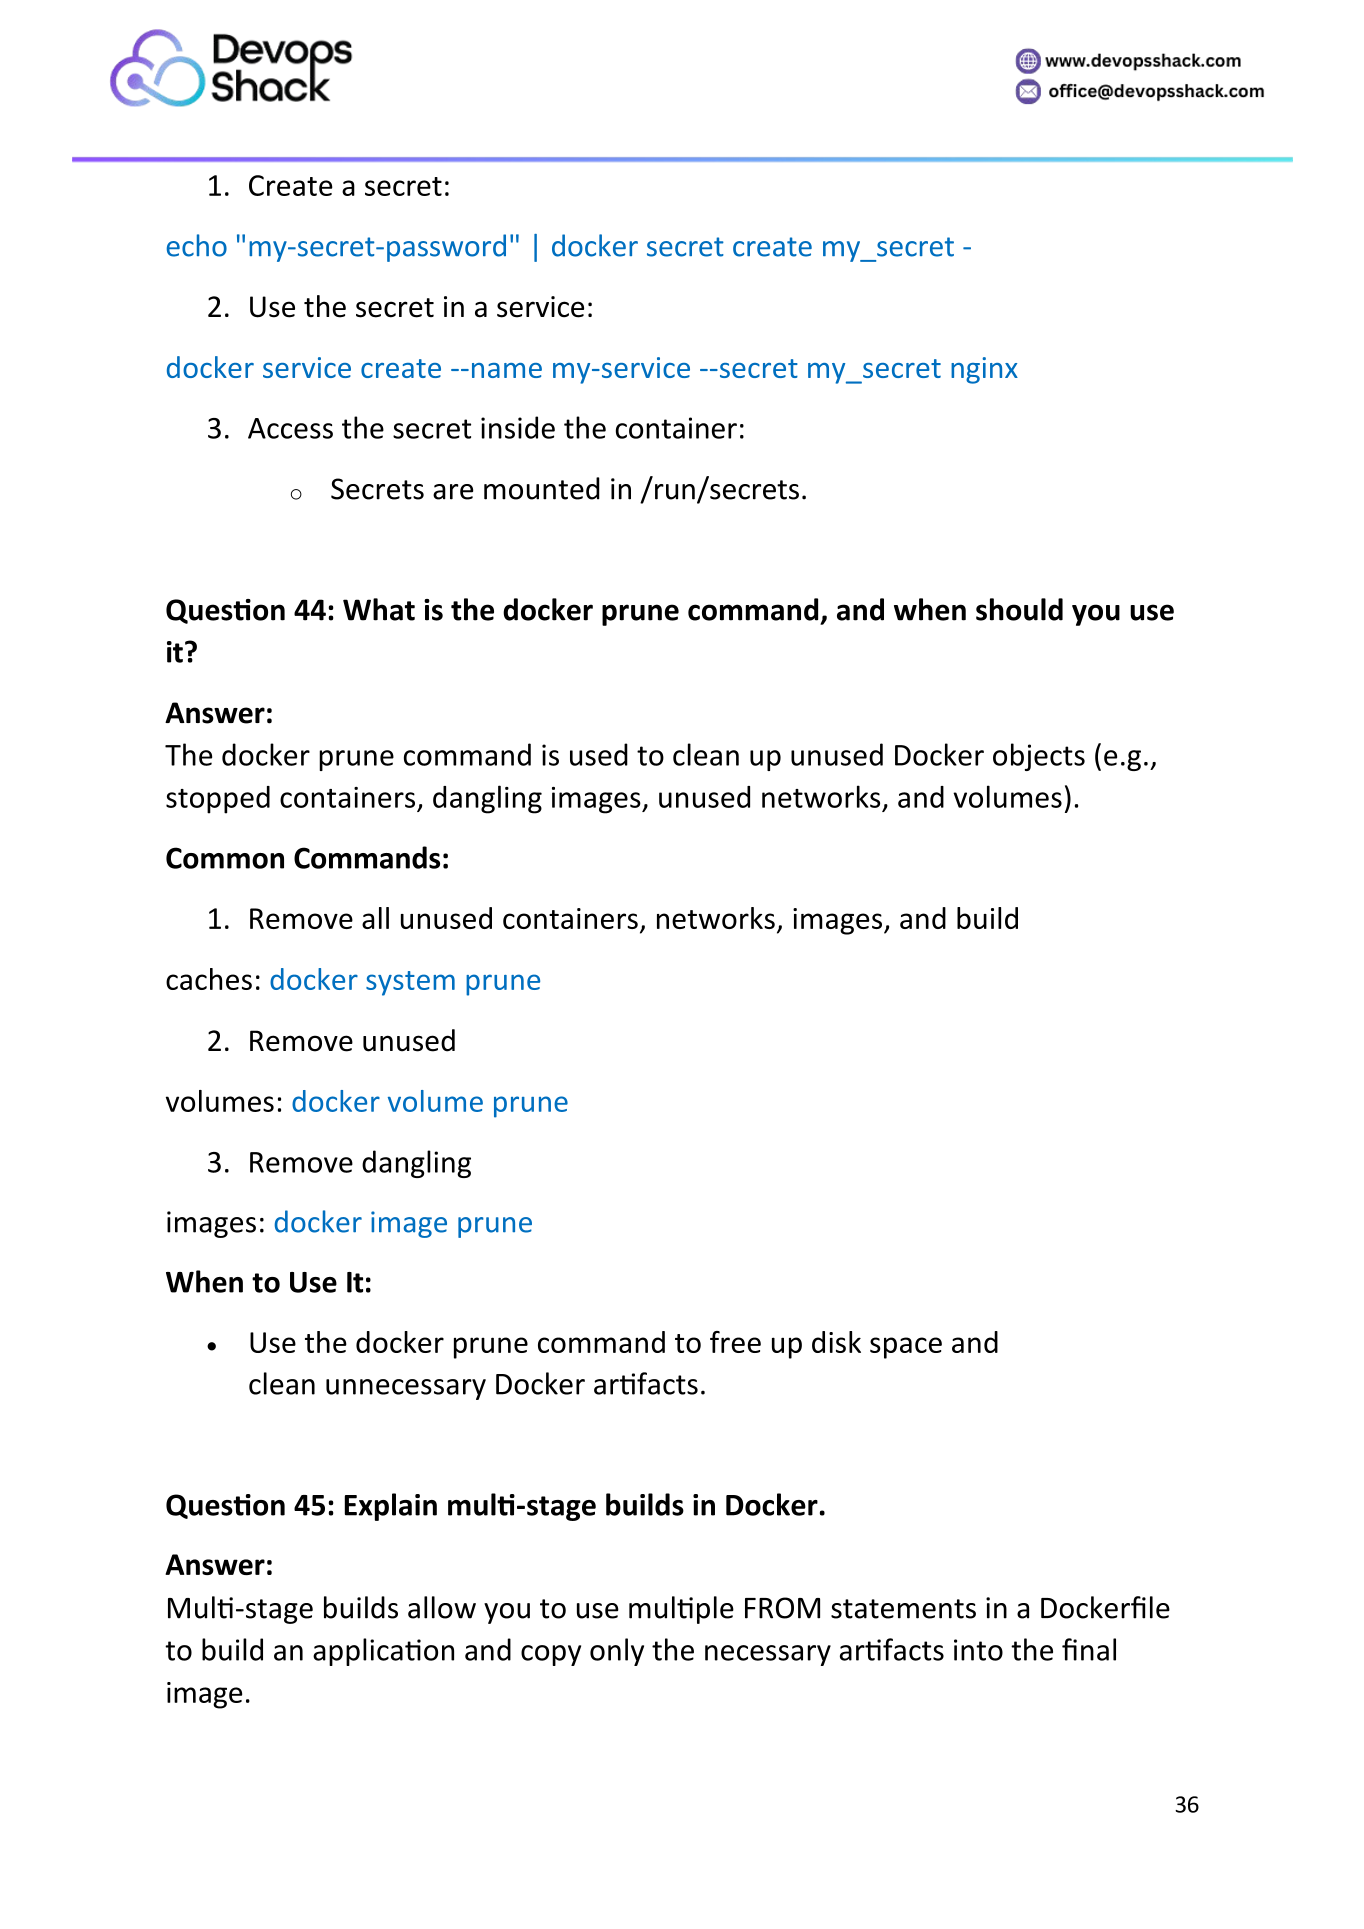 Devops
Shack
www.devopsshack.com
office@devopsshack.com
1. Create a secret:
echo "my-secret-password" | docker secret create my_secret -
2. Use the secret in a service:
docker service create --name my-service --secret my_secret nginx
3. Access the secret inside the container:
o Secrets are mounted in /run/secrets.
Question 44: What is the docker prune command, and when should you use
it?
Answer:
The docker prune command is used to clean up unused Docker objects (e.g.,
stopped containers, dangling images, unused networks, and volumes).
Common Commands:
1. Remove all unused containers, networks, images, and build
caches: docker system prune
2. Remove unused
volumes: docker volume prune
3. Remove dangling
images: docker image prune
When to Use It:
• Use the docker prune command to free up disk space and
clean unnecessary Docker artifacts.
Question 45: Explain multi-stage builds in Docker.
Answer:
Multi-stage builds allow you to use multiple FROM statements in a Dockerfile
to build an application and copy only the necessary artifacts into the final
image.
36